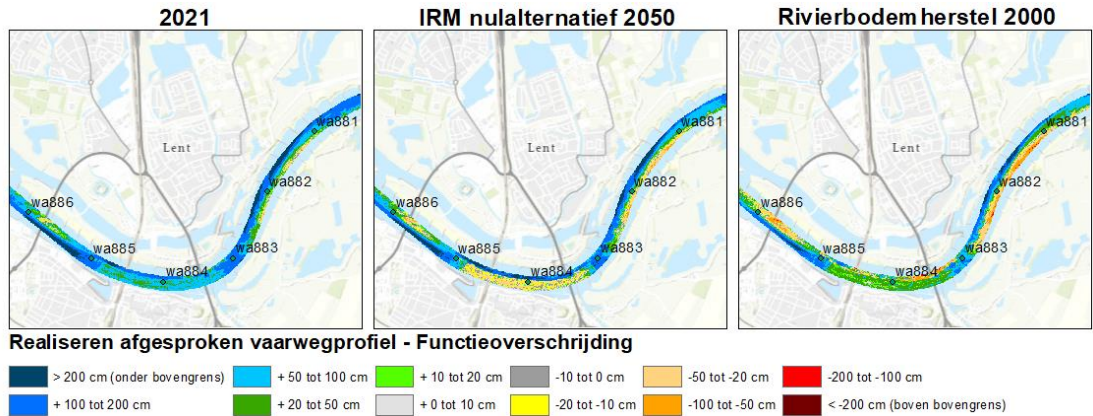 2021
IRM nulalternatief 2050
Rivierbodemherstel 2000
wa881
Lent
wa882
wa886
wa885
wa883
wa884
wa881
Lent
wa882
wa886
wa885
wa883
wa884
wa881
Lent
wa882
wa886
wa885
wa883
wa884
Realiseren afgesproken vaarwegprofiel - Functieoverschrijding
> 200 cm (onder bovengrens)
+ 50 tot 100 cm
+ 10 tot 20 cm
-10 tot 0 cm
-50 tot -20 cm
-200 tot -100 cm
+ 100 tot 200 cm
+ 20 tot 50 cm
+ 0 tot 10 cm
-20 tot -10 cm
-100 tot -50 cm
< -200 cm (boven bovengrens)